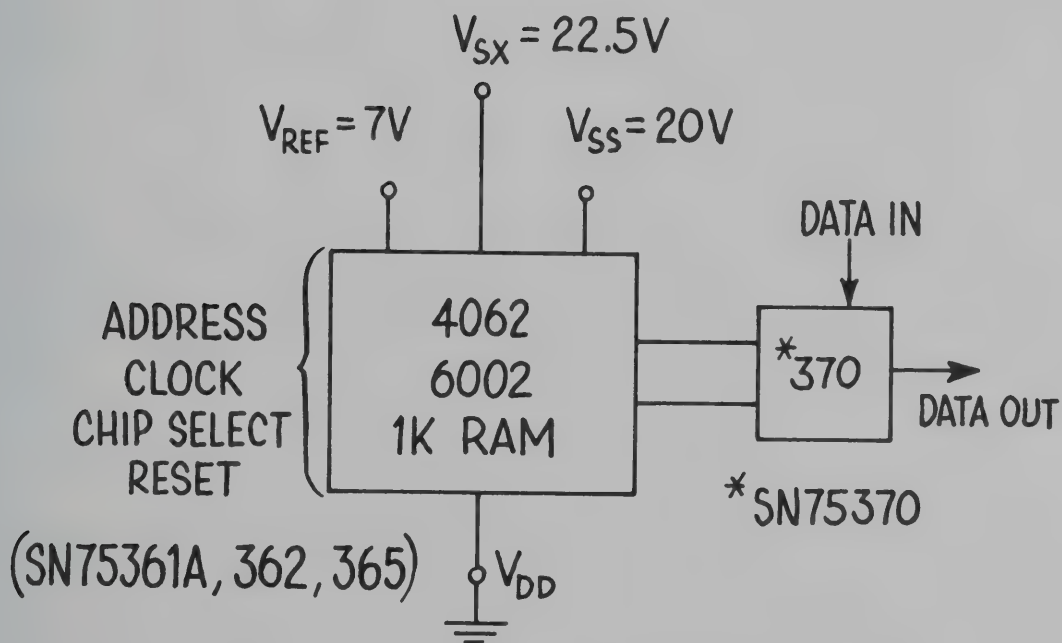 V_SX = 22.5V
V_REF = 7V
V_SS = 20V
DATA IN
ADDRESS
CLOCK
CHIP SELECT
RESET
4062
6002
1K RAM
*370
DATA OUT
*SN75370
(SN75361A, 362, 365)
V_DD